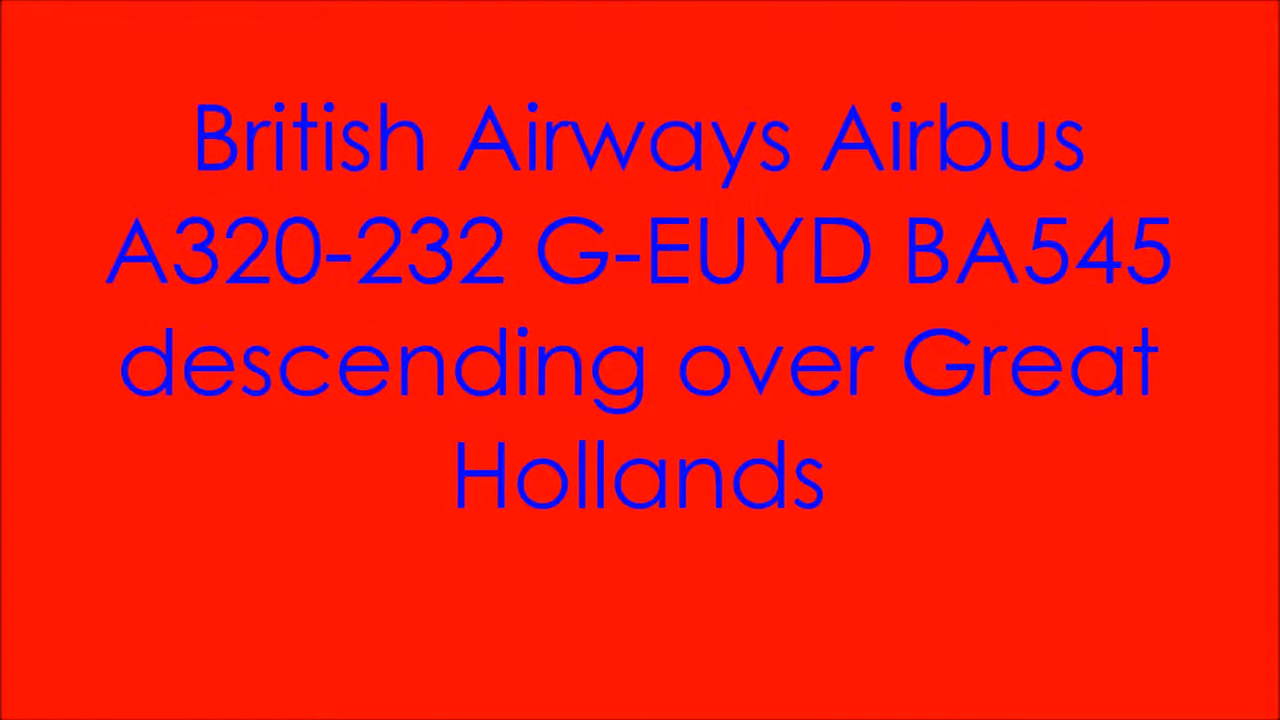 British Airways Airbus
A320-232 G-EUYD BA545
descending over Great
Hollands